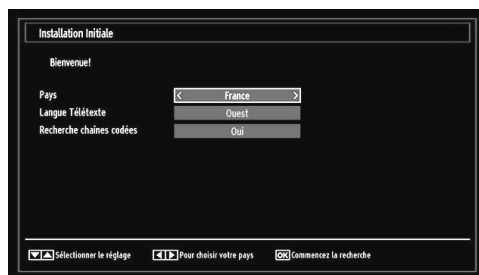 Installation Initiale
Bienvenue!
Pays < France >
Langue Télétexte Ouest
Recherche chaînes codées Oui
Sélectionner le réglage Pour choisir votre pays OK Commencez la recherche